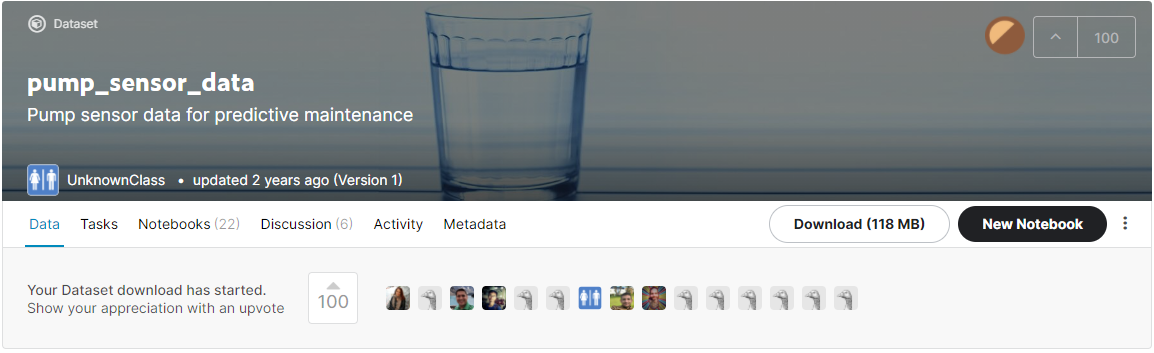 Dataset
100
pump_sensor_data
Pump sensor data for predictive maintenance
UnknownClass • updated 2 years ago (Version 1)
Data Tasks Notebooks (22) Discussion (6) Activity Metadata Download (118 MB) New Notebook
Your Dataset download has started.
Show your appreciation with an upvote
100